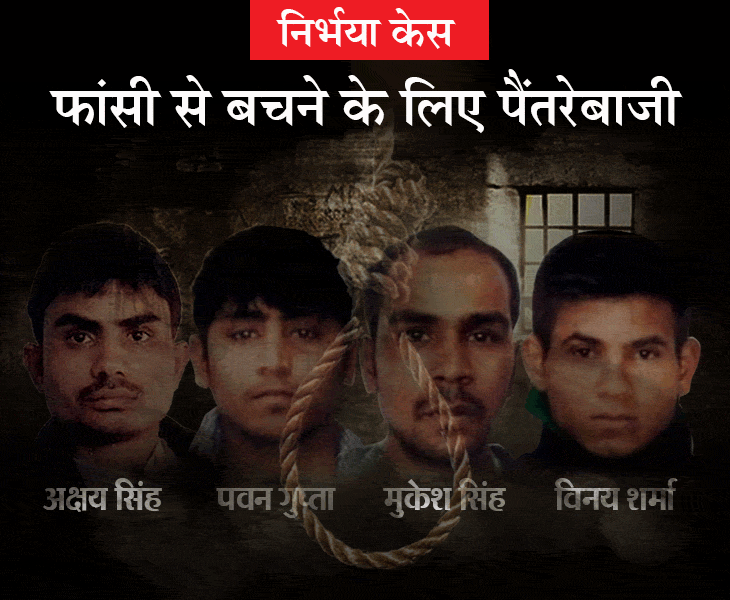 निर्भया केस
फांसी से बचने के लिए पैंतरेबाजी
अक्षय सिंह पवन गुप्ता मुकेश सिंह विनय शर्मा